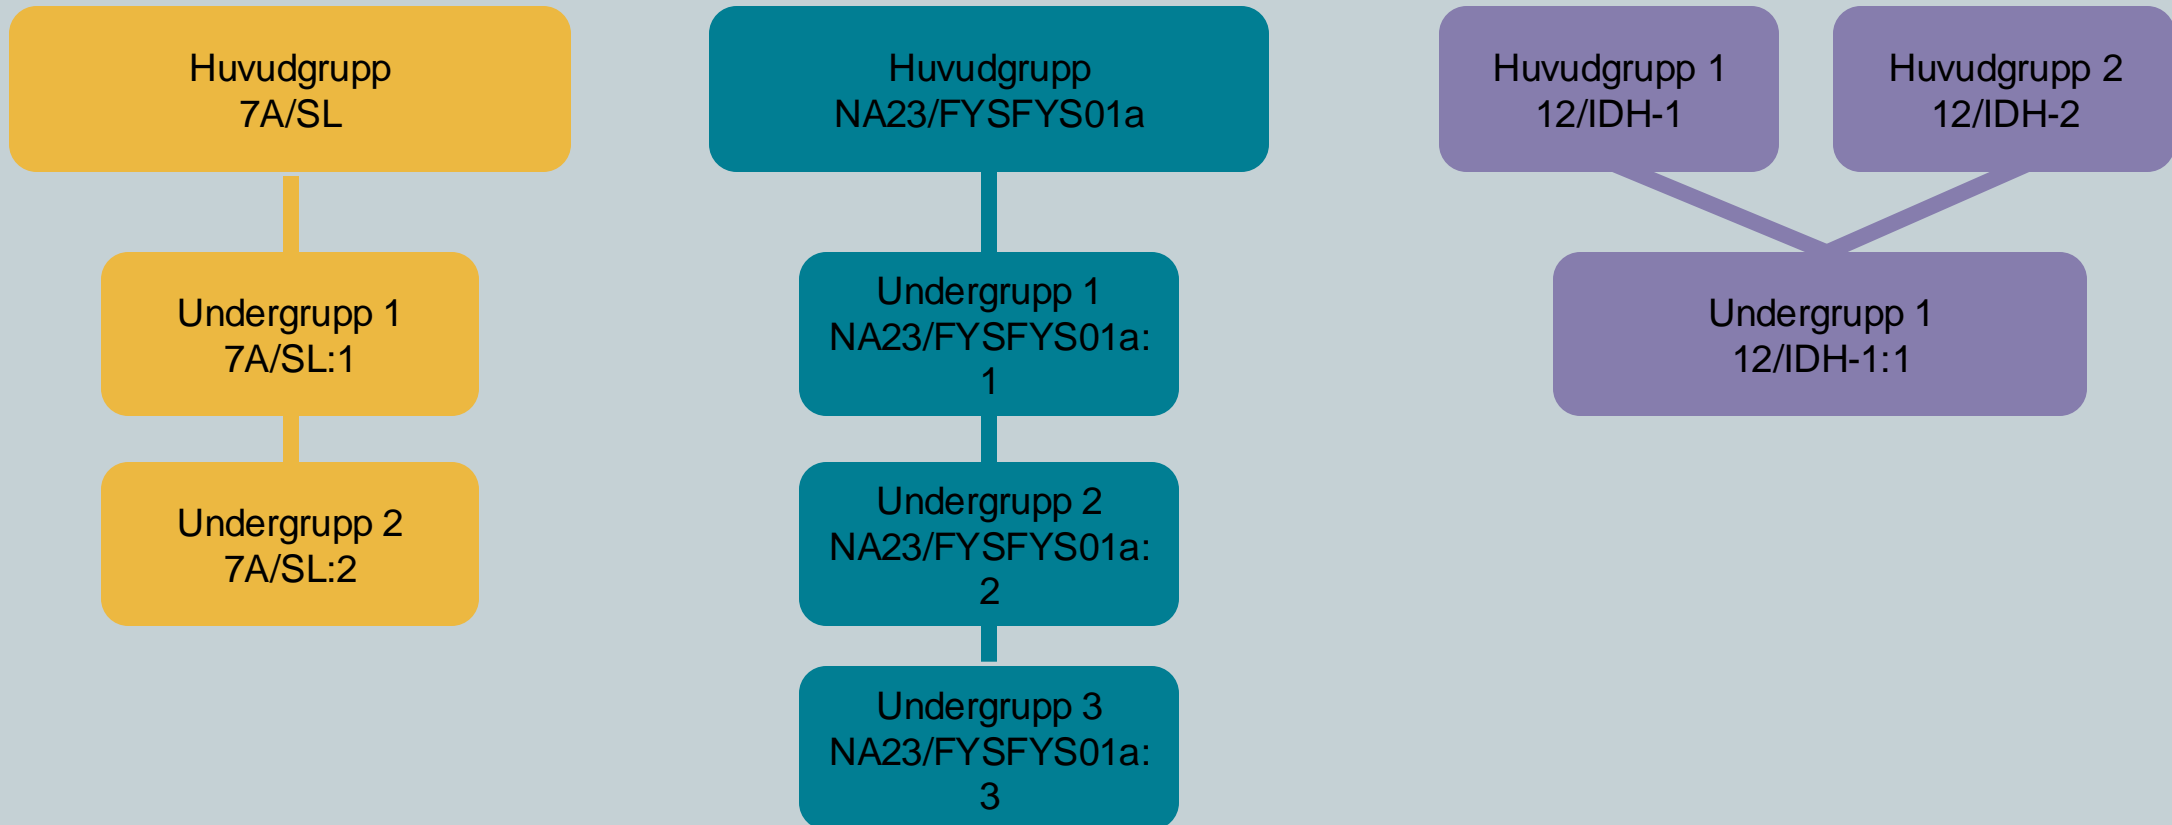 Huvudgrupp
7A/SL
Undergrupp 1
7A/SL:1
Undergrupp 2
7A/SL:2
Huvudgrupp
NA23/FYSFYS01a
Undergrupp 1
NA23/FYSFYS01a:
1
Undergrupp 2
NA23/FYSFYS01a:
2
Undergrupp 3
NA23/FYSFYS01a:
3
Huvudgrupp 1
12/IDH-1
Huvudgrupp 2
12/IDH-2
Undergrupp 1
12/IDH-1:1